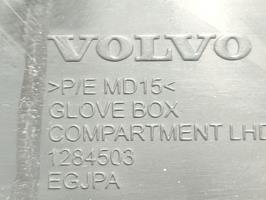 VOLVO
>P/E MD15<
GLOVE BOX
COMPARTMENT LHD
1284503
EGJPA